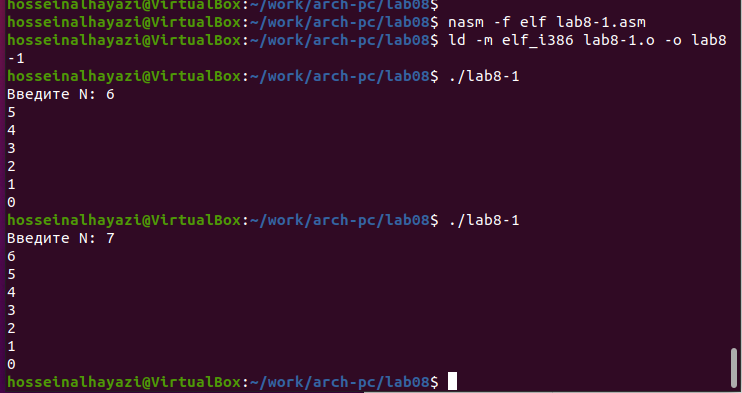 hosseinalhayazi@VirtualBox:~/work/arch-pc/lab08$
hosseinalhayazi@VirtualBox:~/work/arch-pc/lab08$ nasm -f elf lab8-1.asm
hosseinalhayazi@VirtualBox:~/work/arch-pc/lab08$ ld -m elf_i386 lab8-1.o -o lab8
-1
hosseinalhayazi@VirtualBox:~/work/arch-pc/lab08$ ./lab8-1
Введите N: 6
5
4
3
2
1
0
hosseinalhayazi@VirtualBox:~/work/arch-pc/lab08$ ./lab8-1
Введите N: 7
6
5
4
3
2
1
0
hosseinalhayazi@VirtualBox:~/work/arch-pc/lab08$